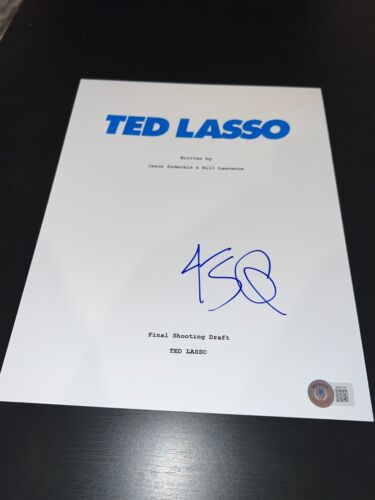 TED LASSO
Written by
Jason Sudeikis & Bill Lawrence
Final Shooting Draft
TED LASSO